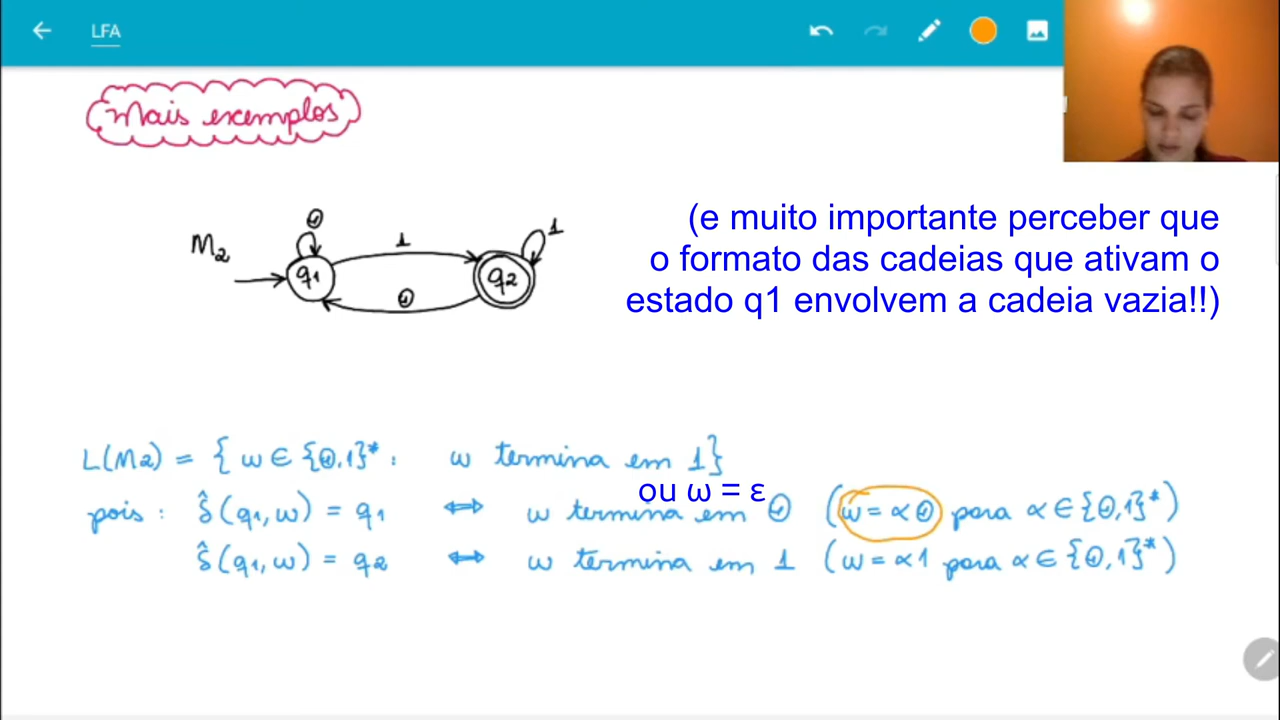 LFA
Mais exemplos
M2
0
1
1
q1
q2
0
(e muito importante perceber que
o formato das cadeias que ativam o
estado q1 envolvem a cadeia vazia!!)
L(M2) = { w ∈ {0,1}* : w termina em 1}
ou ω = ε
pois : δ̂(q1,w) = q1 ⟺ w termina em 0 (w = α0 para α ∈ {0,1}*)
δ̂(q1,w) = q2 ⟺ w termina em 1 (w = α1 para α ∈ {0,1}*)